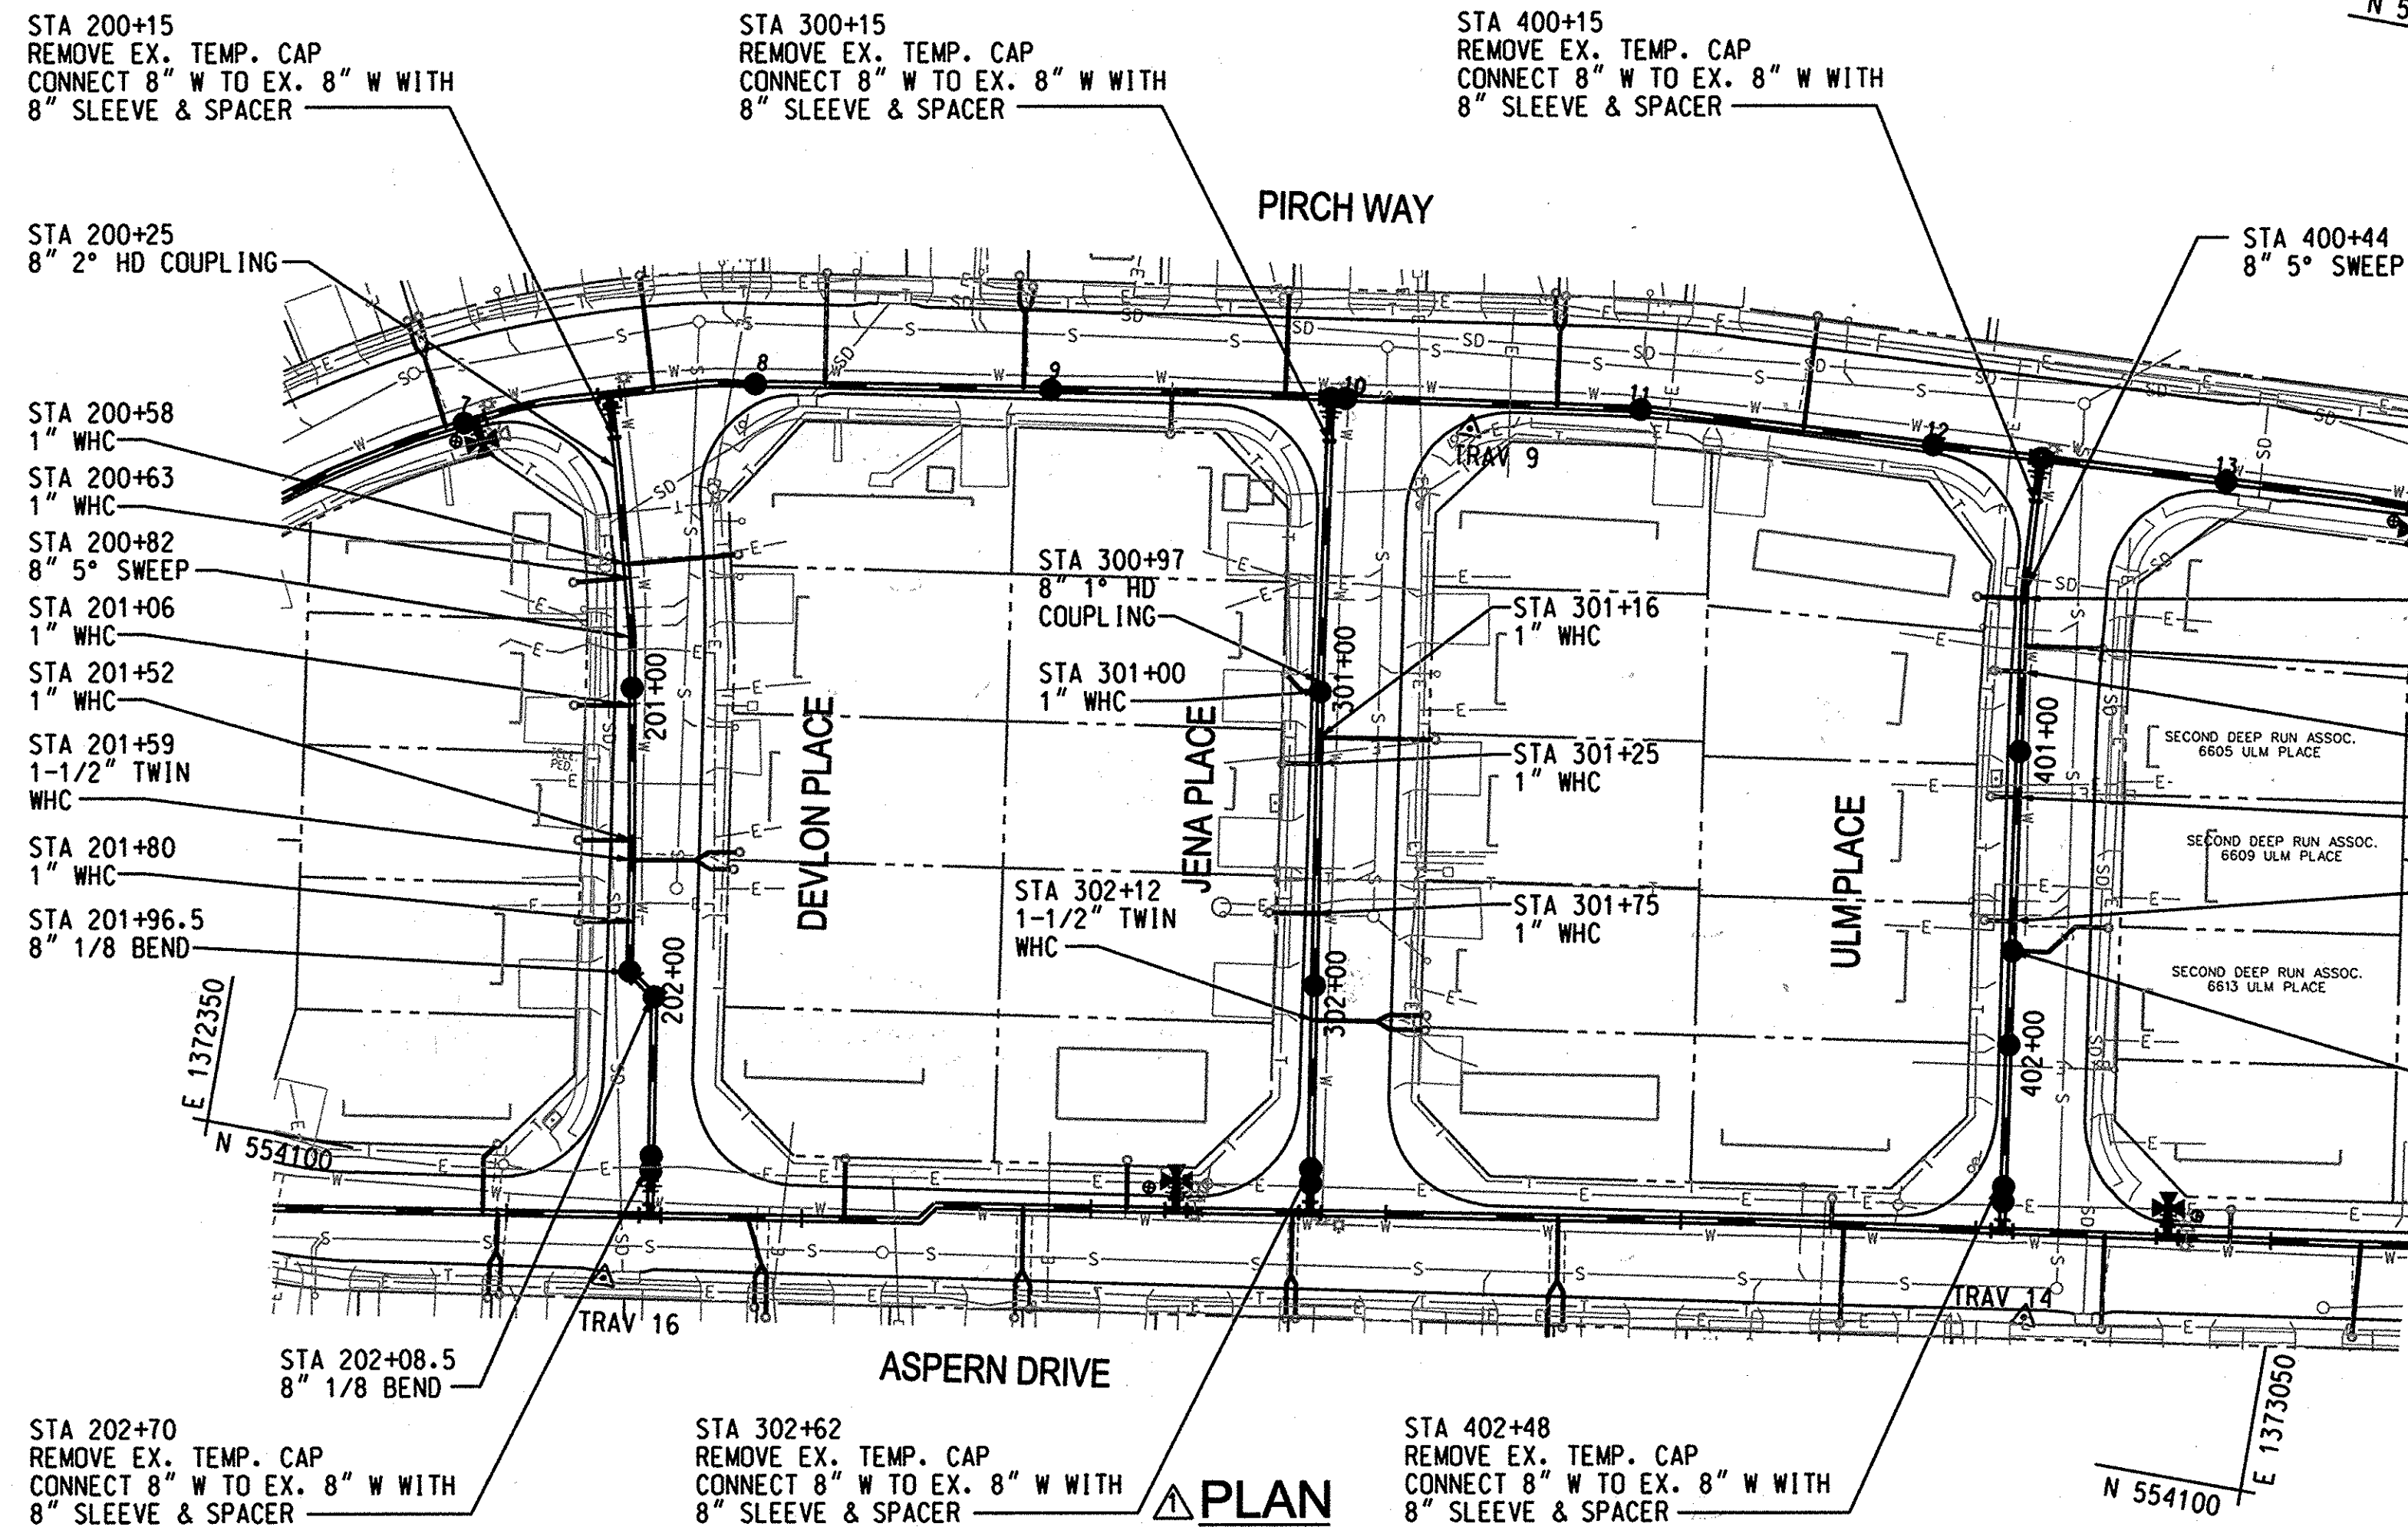 STA 200+15
REMOVE EX. TEMP. CAP
CONNECT 8" W TO EX. 8" W WITH
8" SLEEVE & SPACER
STA 300+15
REMOVE EX. TEMP. CAP
CONNECT 8" W TO EX. 8" W WITH
8" SLEEVE & SPACER
STA 400+15
REMOVE EX. TEMP. CAP
CONNECT 8" W TO EX. 8" W WITH
8" SLEEVE & SPACER
N 5
PIRCH WAY
STA 200+25
8" 2° HD COUPLING
STA 400+44
8" 5° SWEEP
7
8
9
10
11
12
13
TRAV 9
STA 200+58
1" WHC
STA 200+63
1" WHC
STA 200+82
8" 5° SWEEP
STA 201+06
1" WHC
STA 201+52
1" WHC
STA 201+59
1-1/2" TWIN
WHC
STA 201+80
1" WHC
STA 201+96.5
8" 1/8 BEND
201+00
202+00
TELE.
PED.
DEVLON PLACE
STA 300+97
8" 1° HD
COUPLING
STA 301+00
1" WHC
STA 301+16
1" WHC
STA 301+25
1" WHC
STA 302+12
1-1/2" TWIN
WHC
STA 301+75
1" WHC
JENA PLACE
301+00
302+00
ULM PLACE
401+00
402+00
SECOND DEEP RUN ASSOC.
6605 ULM PLACE
SECOND DEEP RUN ASSOC.
6609 ULM PLACE
SECOND DEEP RUN ASSOC.
6613 ULM PLACE
E 1372350
N 554100
TRAV 16
TRAV 14
ASPERN DRIVE
STA 202+08.5
8" 1/8 BEND
STA 202+70
REMOVE EX. TEMP. CAP
CONNECT 8" W TO EX. 8" W WITH
8" SLEEVE & SPACER
STA 302+62
REMOVE EX. TEMP. CAP
CONNECT 8" W TO EX. 8" W WITH
8" SLEEVE & SPACER
1 PLAN
STA 402+48
REMOVE EX. TEMP. CAP
CONNECT 8" W TO EX. 8" W WITH
8" SLEEVE & SPACER
N 554100
E 1373050